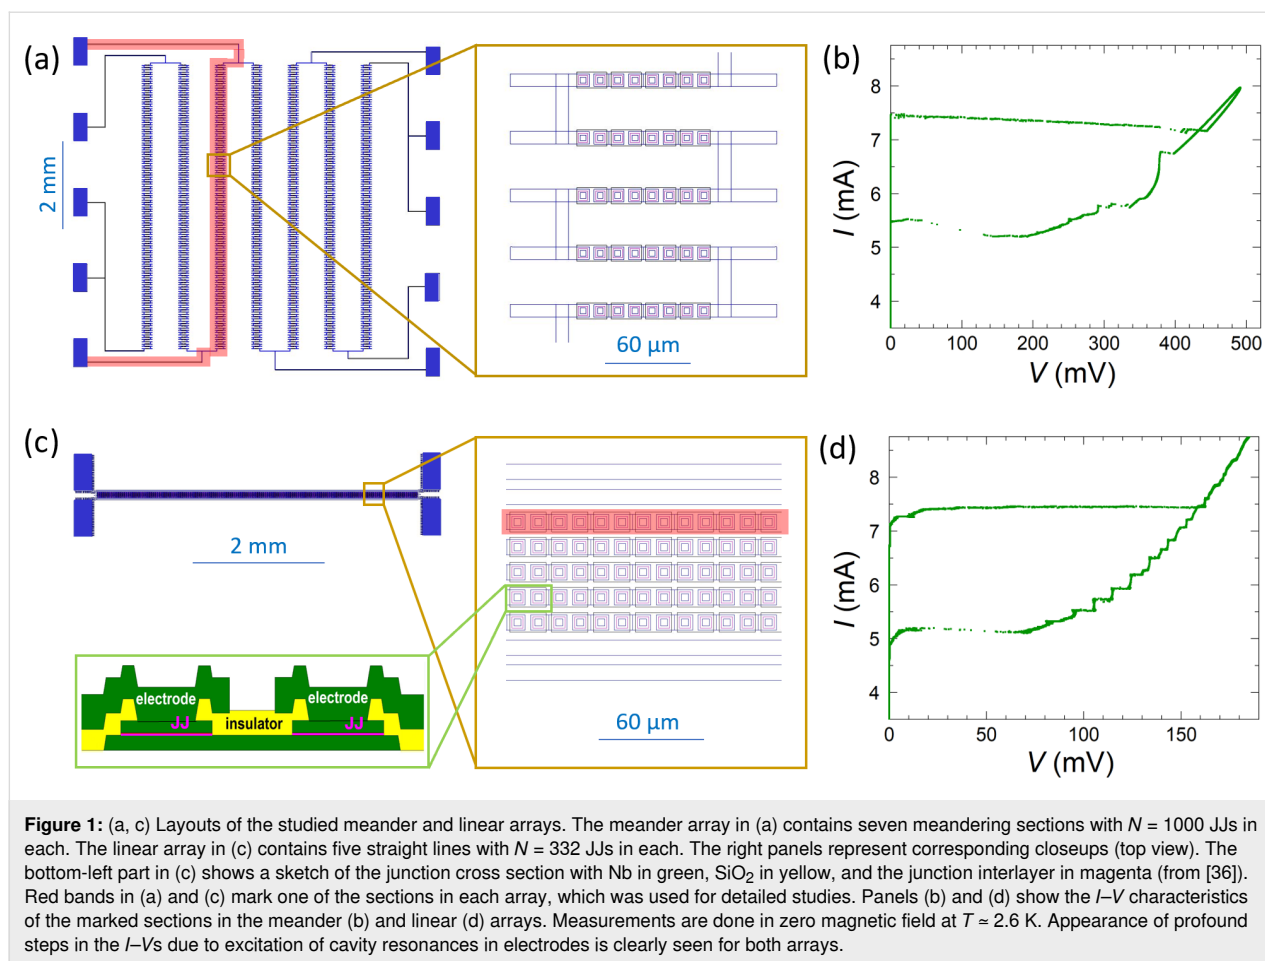 (a)
2 mm
60 µm
(b)
8
7
6
5
4
I (mA)
0 100 200 300 400 500
V (mV)
(c)
2 mm
electrode electrode
JJ insulator JJ
60 µm
(d)
8
7
6
5
4
I (mA)
0 50 100 150
V (mV)
Figure 1: (a, c) Layouts of the studied meander and linear arrays. The meander array in (a) contains seven meandering sections with N = 1000 JJs in
each. The linear array in (c) contains five straight lines with N = 332 JJs in each. The right panels represent corresponding closeups (top view). The
bottom-left part in (c) shows a sketch of the junction cross section with Nb in green, SiO₂ in yellow, and the junction interlayer in magenta (from [36]).
Red bands in (a) and (c) mark one of the sections in each array, which was used for detailed studies. Panels (b) and (d) show the I–V characteristics
of the marked sections in the meander (b) and linear (d) arrays. Measurements are done in zero magnetic field at T ≃ 2.6 K. Appearance of profound
steps in the I–Vs due to excitation of cavity resonances in electrodes is clearly seen for both arrays.